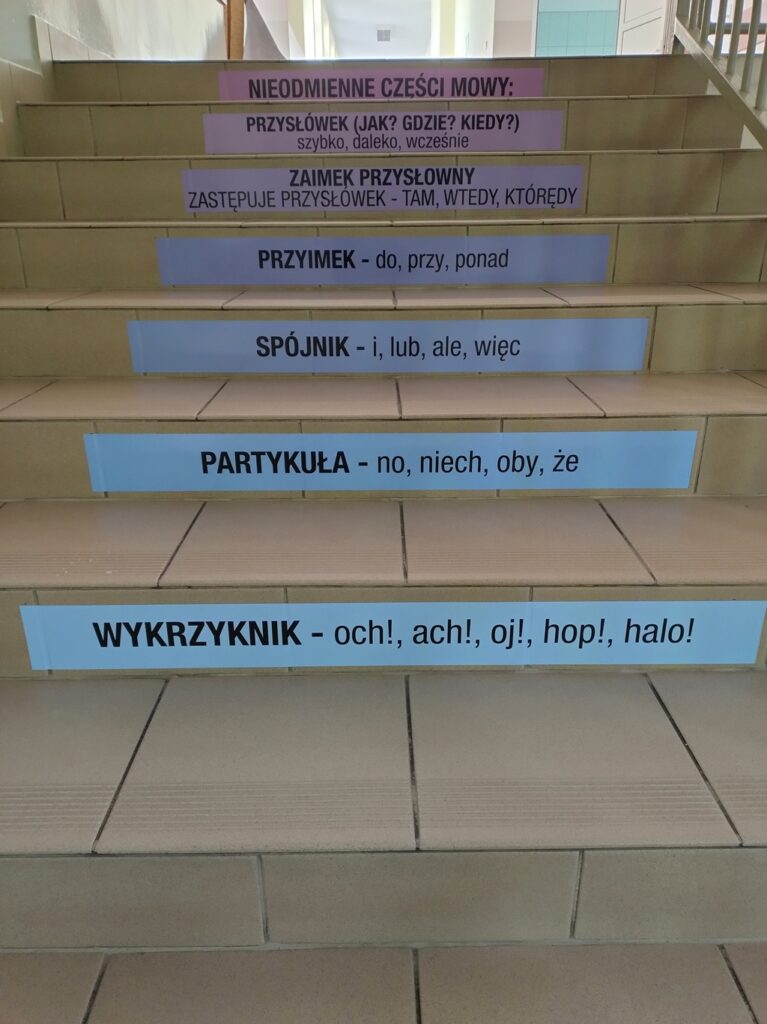 NIEODMIENNE CZĘŚCI MOWY:
PRZYSŁÓWEK (JAK? GDZIE? KIEDY?)
szybko, daleko, wcześnie
ZAIMEK PRZYSŁOWNY
ZASTĘPUJE PRZYSŁÓWEK - TAM, WTEDY, KTÓRĘDY
PRZYIMEK - do, przy, ponad
SPÓJNIK - i, lub, ale, więc
PARTYKUŁA - no, niech, oby, że
WYKRZYKNIK - och!, ach!, oj!, hop!, halo!